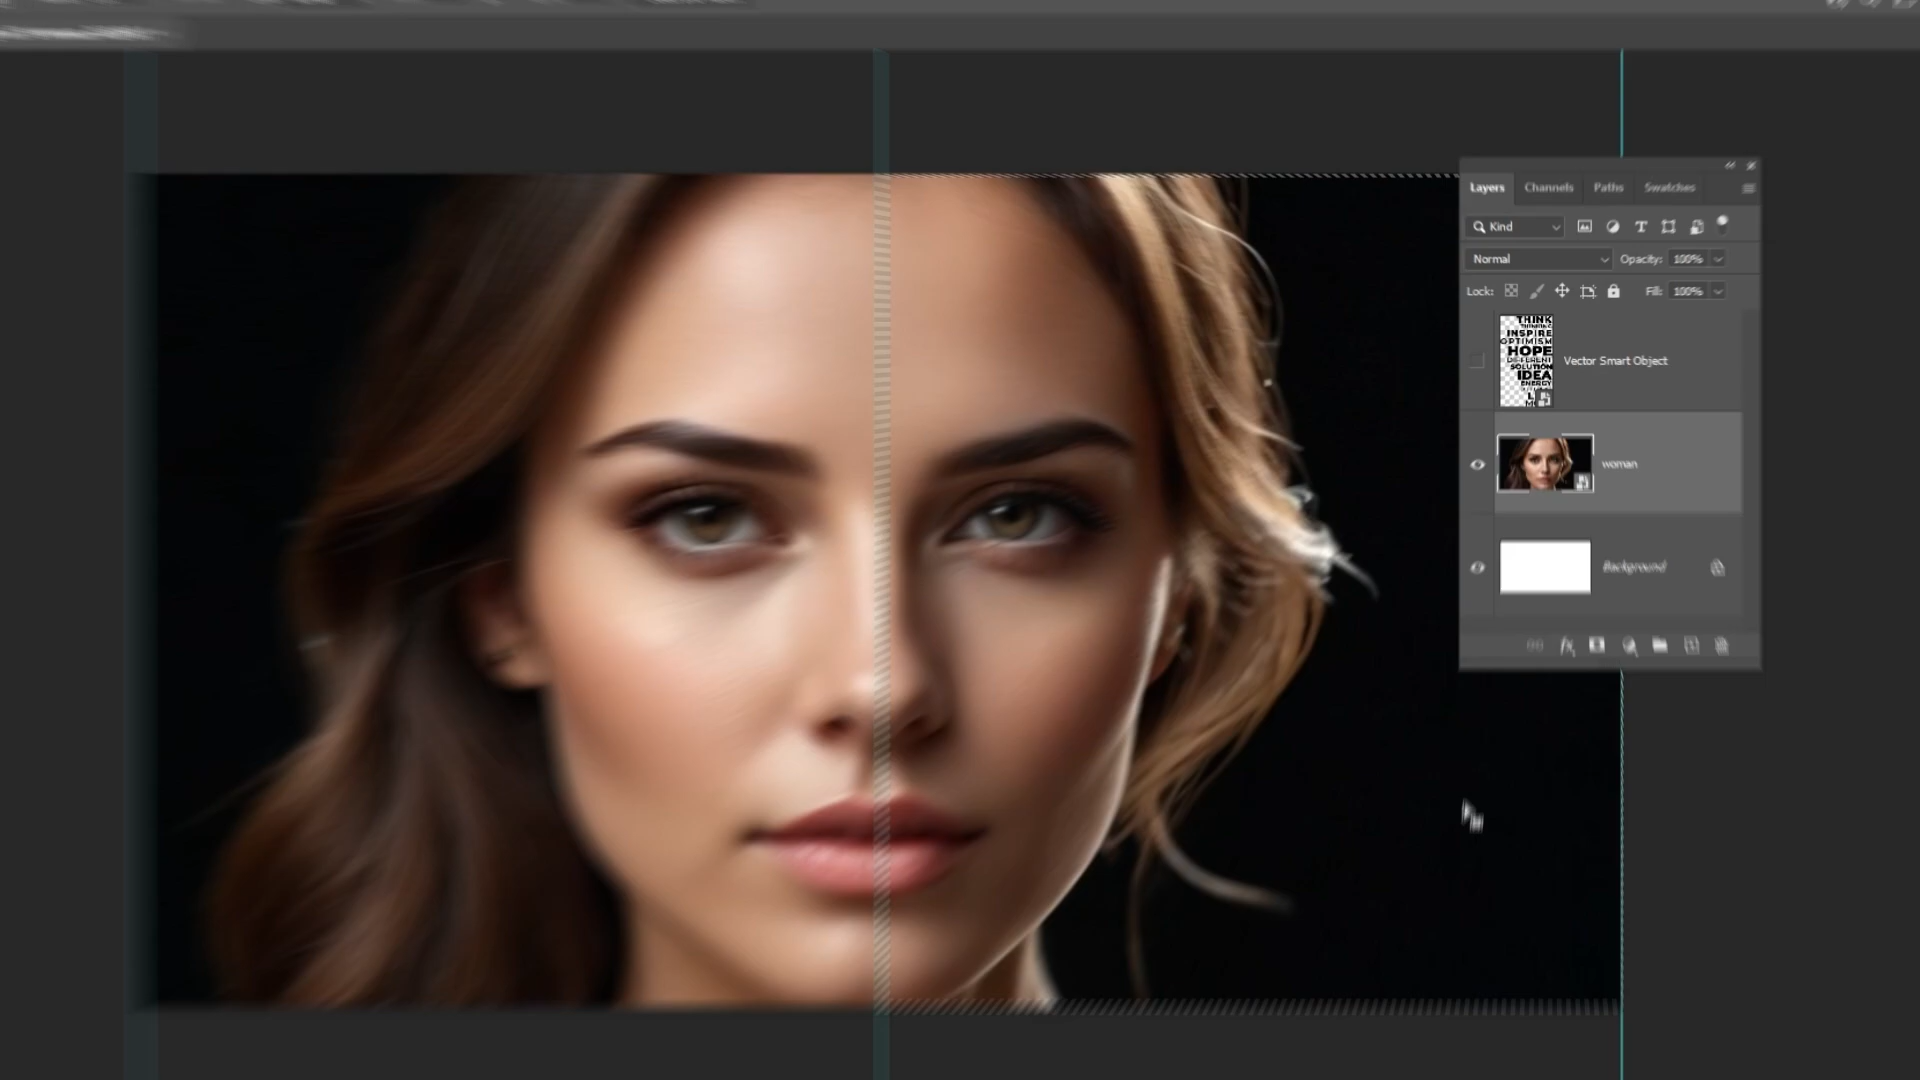 Layers Channels Paths Swatches
Kind
Normal Opacity: 100%
Lock: Fill: 100%
THINK
INSPIRE
OPTIMISM
HOPE
DIFFERENT
SOLUTION
IDEA
ENERGY
Vector Smart Object
woman
Background